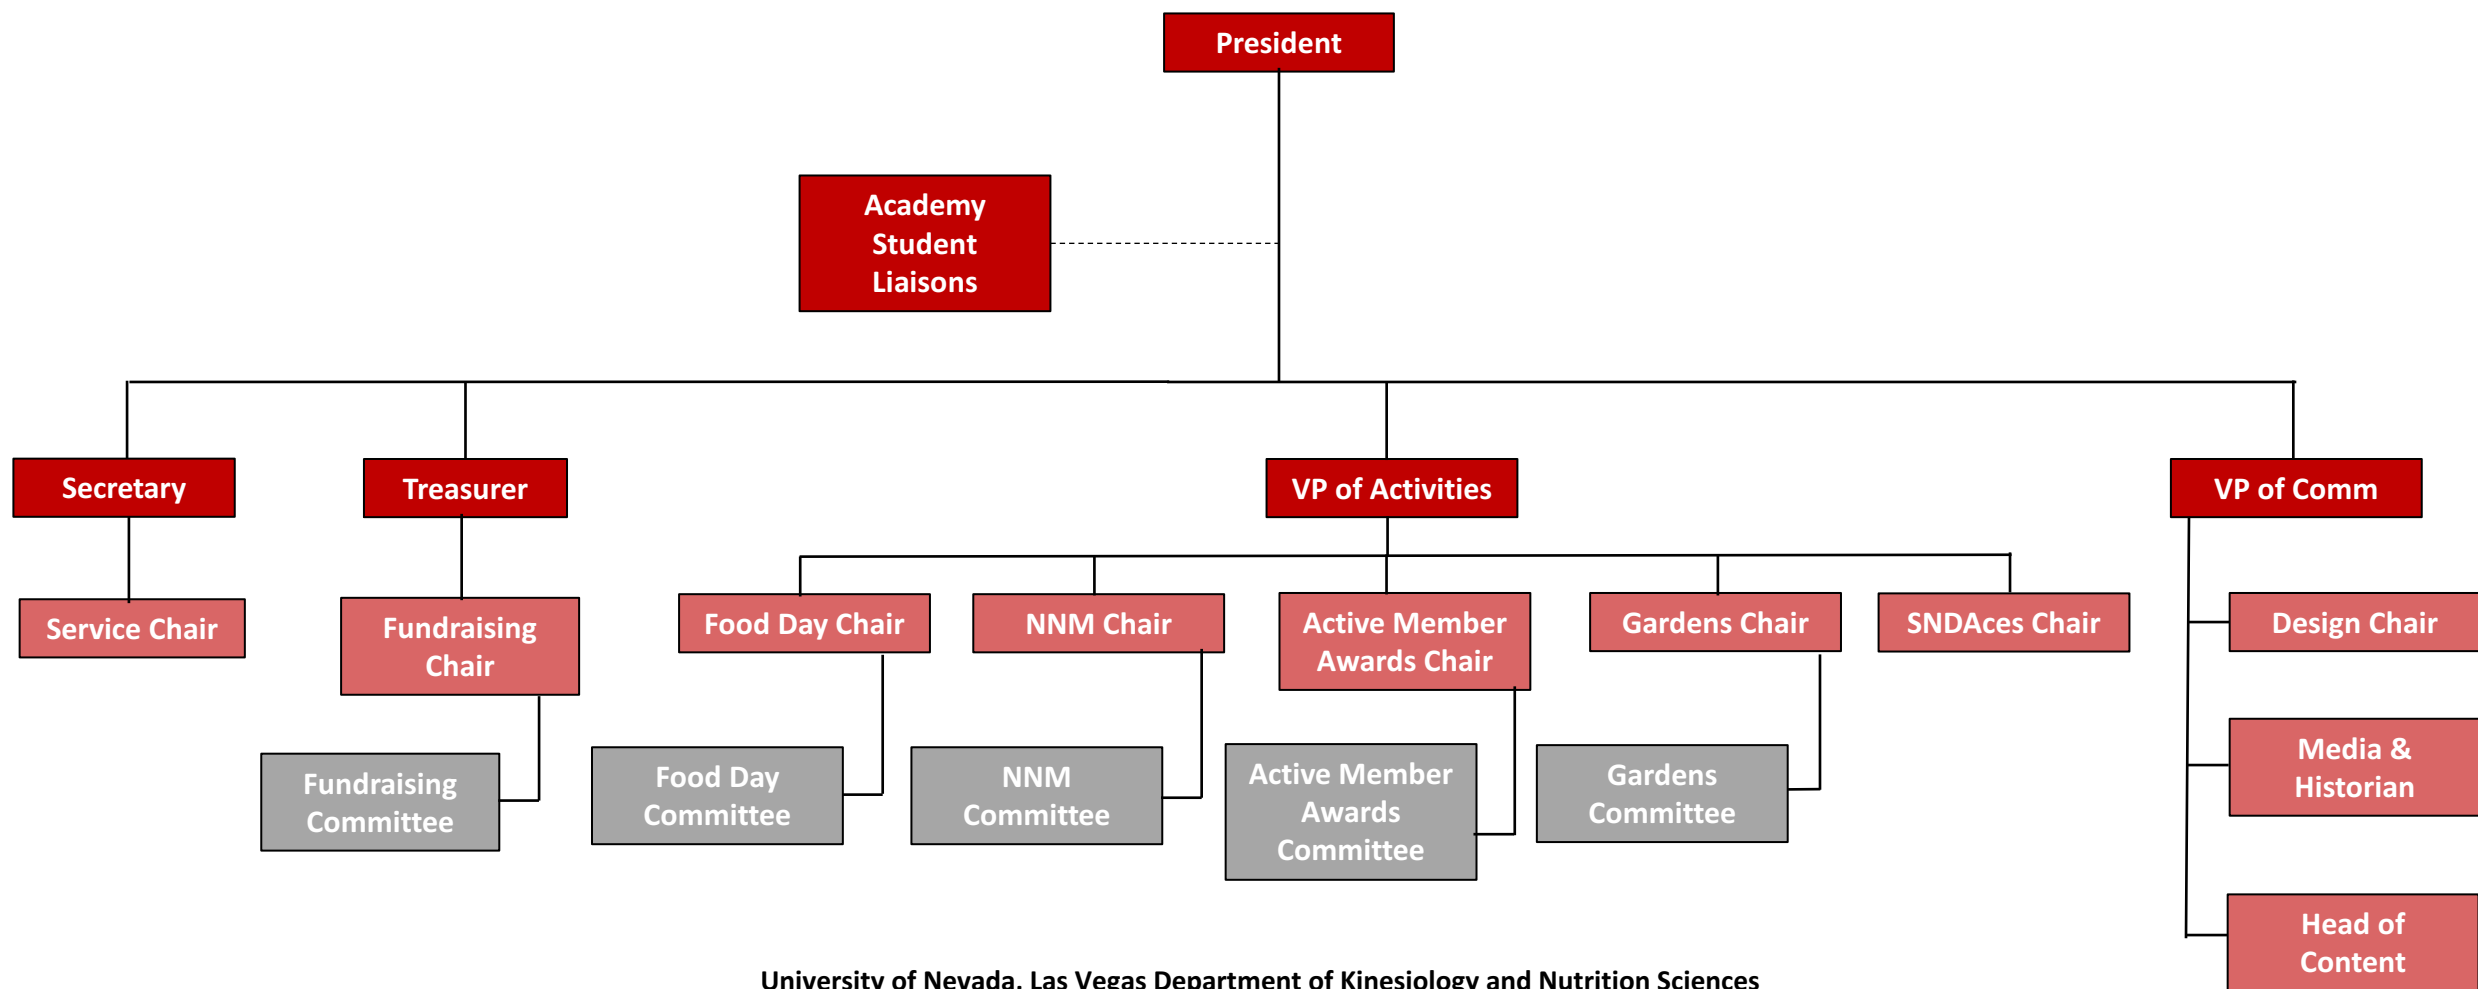 President
Academy
Student
Liaisons
Secretary
Treasurer
VP of Activities
VP of Comm
Service Chair
Fundraising
Chair
Food Day Chair
NNM Chair
Active Member
Awards Chair
Gardens Chair
SNDAces Chair
Design Chair
Fundraising
Committee
Food Day
Committee
NNM
Committee
Active Member
Awards
Committee
Gardens
Committee
Media &
Historian
Head of
Content
University of Nevada, Las Vegas Department of Kinesiology and Nutrition Sciences